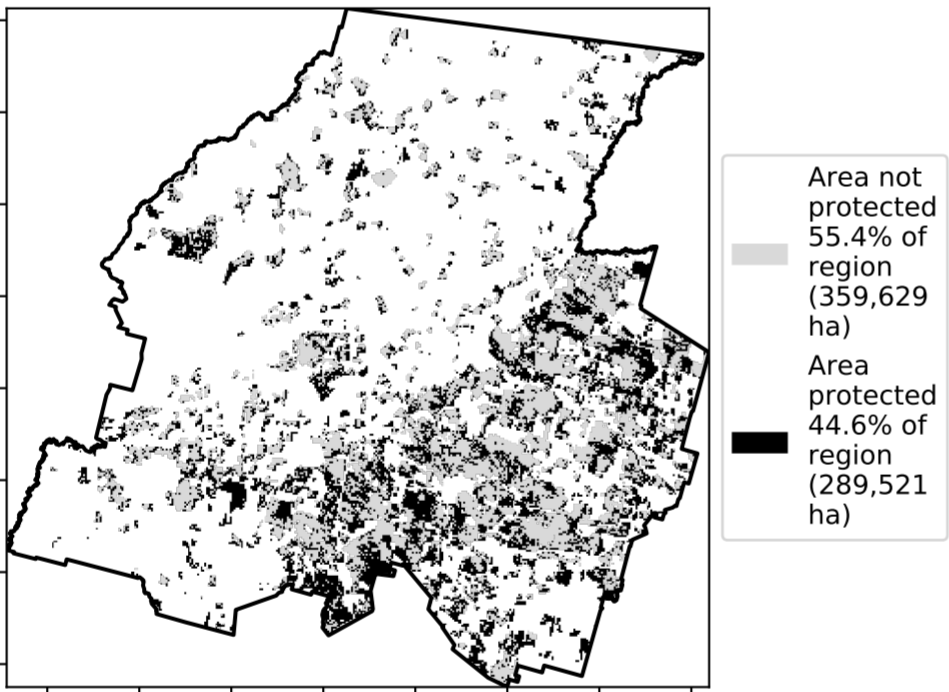 Area not
protected
55.4% of
region
(359,629
ha)
Area
protected
44.6% of
region
(289,521
ha)